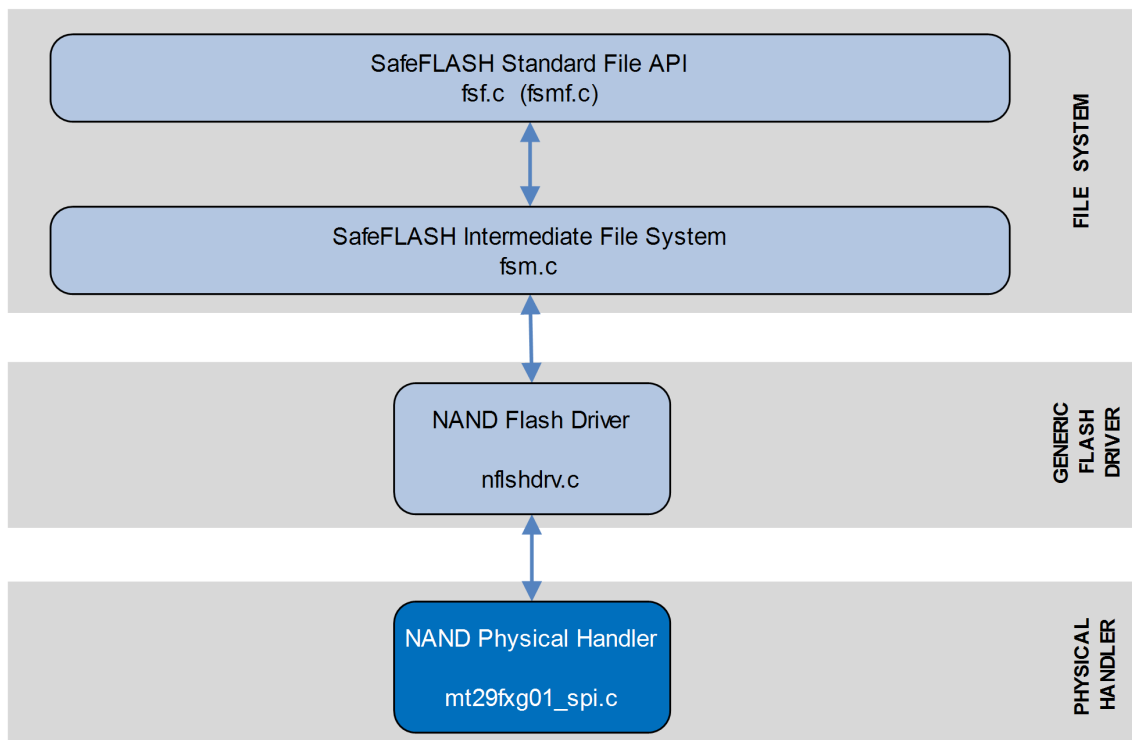 SafeFLASH Standard File API
fsf.c (fsmf.c)
FILE SYSTEM
SafeFLASH Intermediate File System
fsm.c
NAND Flash Driver
nflshdrv.c
GENERIC
FLASH
DRIVER
NAND Physical Handler
mt29fxg01_spi.c
PHYSICAL
HANDLER